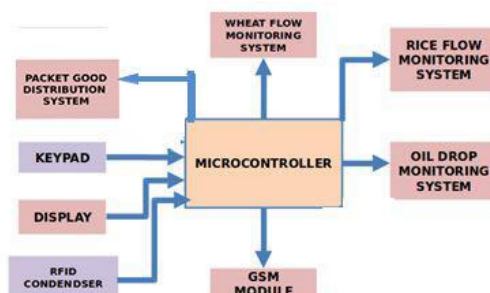 WHEAT FLOW
MONITORING
SYSTEM
RICE FLOW
MONITORING
SYSTEM
PACKET GOOD
DISTRIBUTION
SYSTEM
KEYPAD
MICROCONTROLLER
OIL DROP
MONITORING
SYSTEM
DISPLAY
RFID
CONDENDSER
GSM
MODULE